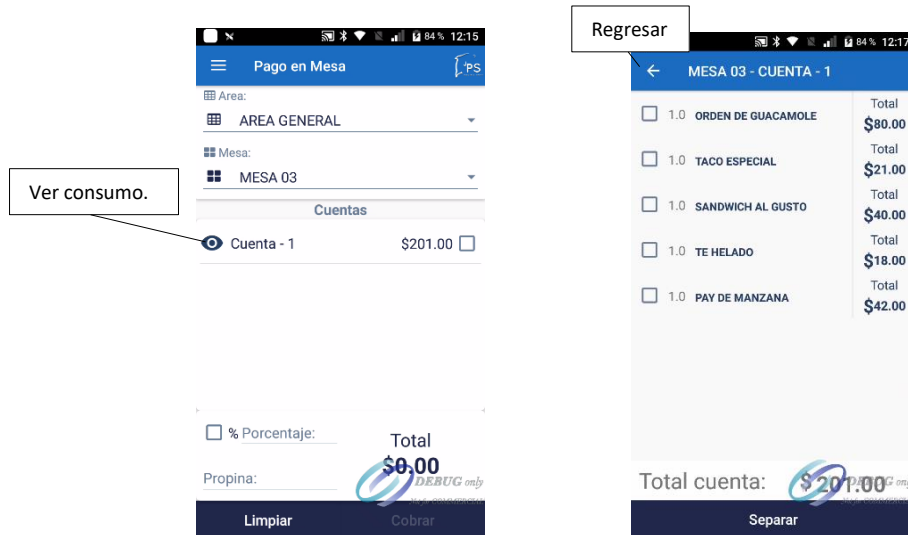 Ver consumo.
84 % 12:15
Pago en Mesa
PS
Area:
AREA GENERAL
Mesa:
MESA 03
Cuentas
Cuenta - 1 $201.00
% Porcentaje:
Total
$0.00
Propina:
DEBUG only
Limpiar Cobrar
Regresar
84 % 12:17
MESA 03 - CUENTA - 1
1.0 ORDEN DE GUACAMOLE Total $80.00
1.0 TACO ESPECIAL Total $21.00
1.0 SANDWICH AL GUSTO Total $40.00
1.0 TE HELADO Total $18.00
1.0 PAY DE MANZANA Total $42.00
Total cuenta: $ 201.00
DEBUG on
Separar